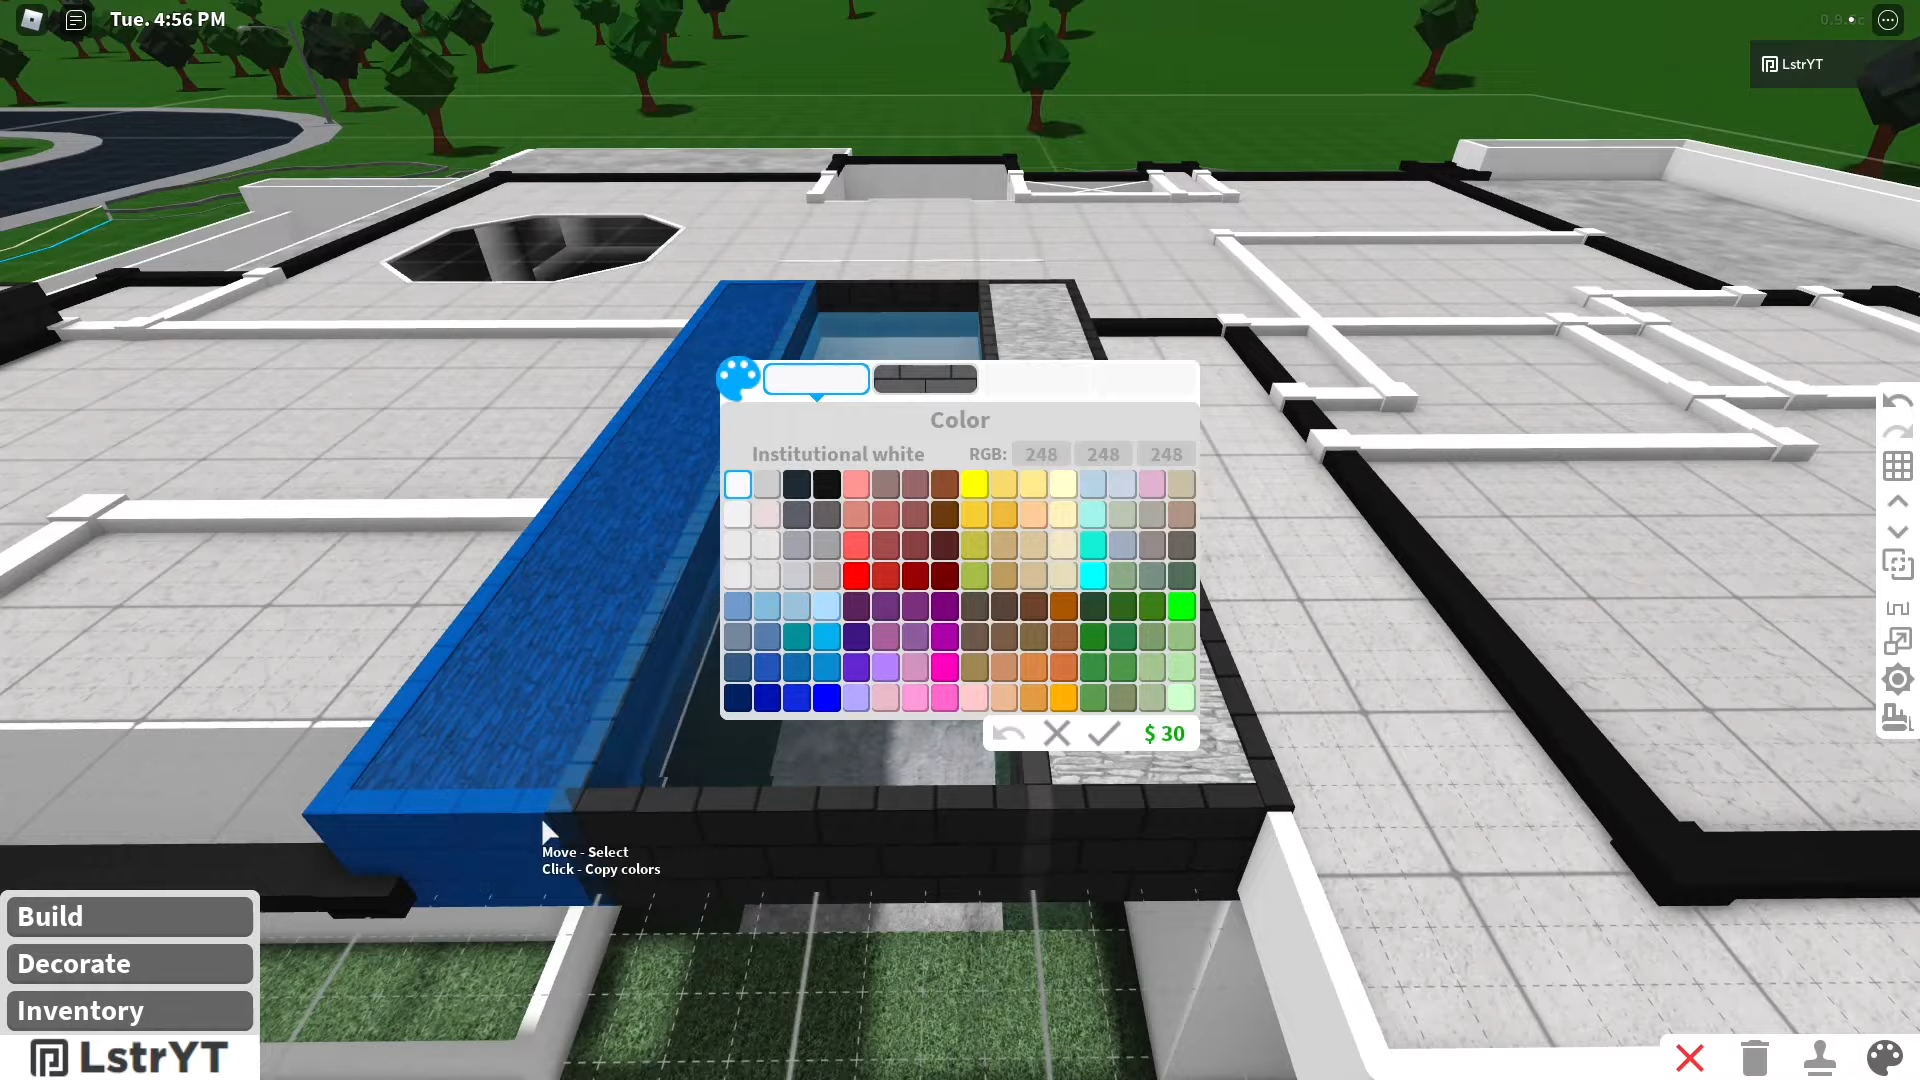 Tue. 4:56 PM
LstrYT
Color
Institutional white RGB: 248 248 248
$ 30
Move - Select
Click - Copy colors
Build
Decorate
Inventory
LstrYT